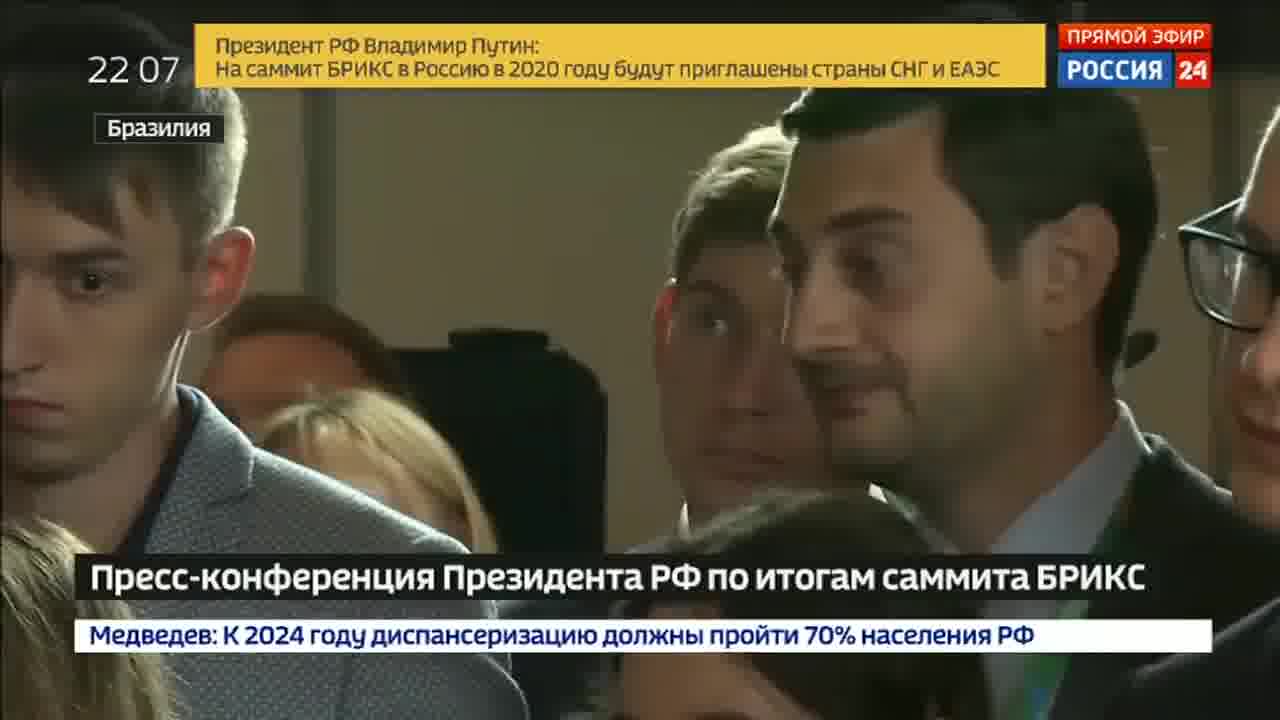 22 07
Президент РФ Владимир Путин:
На саммит БРИКС в Россию в 2020 году будут приглашены страны СНГ и ЕАЭС
ПРЯМОЙ ЭФИР
РОССИЯ 24
Бразилия
Пресс-конференция Президента РФ по итогам саммита БРИКС
Медведев: К 2024 году диспансеризацию должны пройти 70% населения РФ